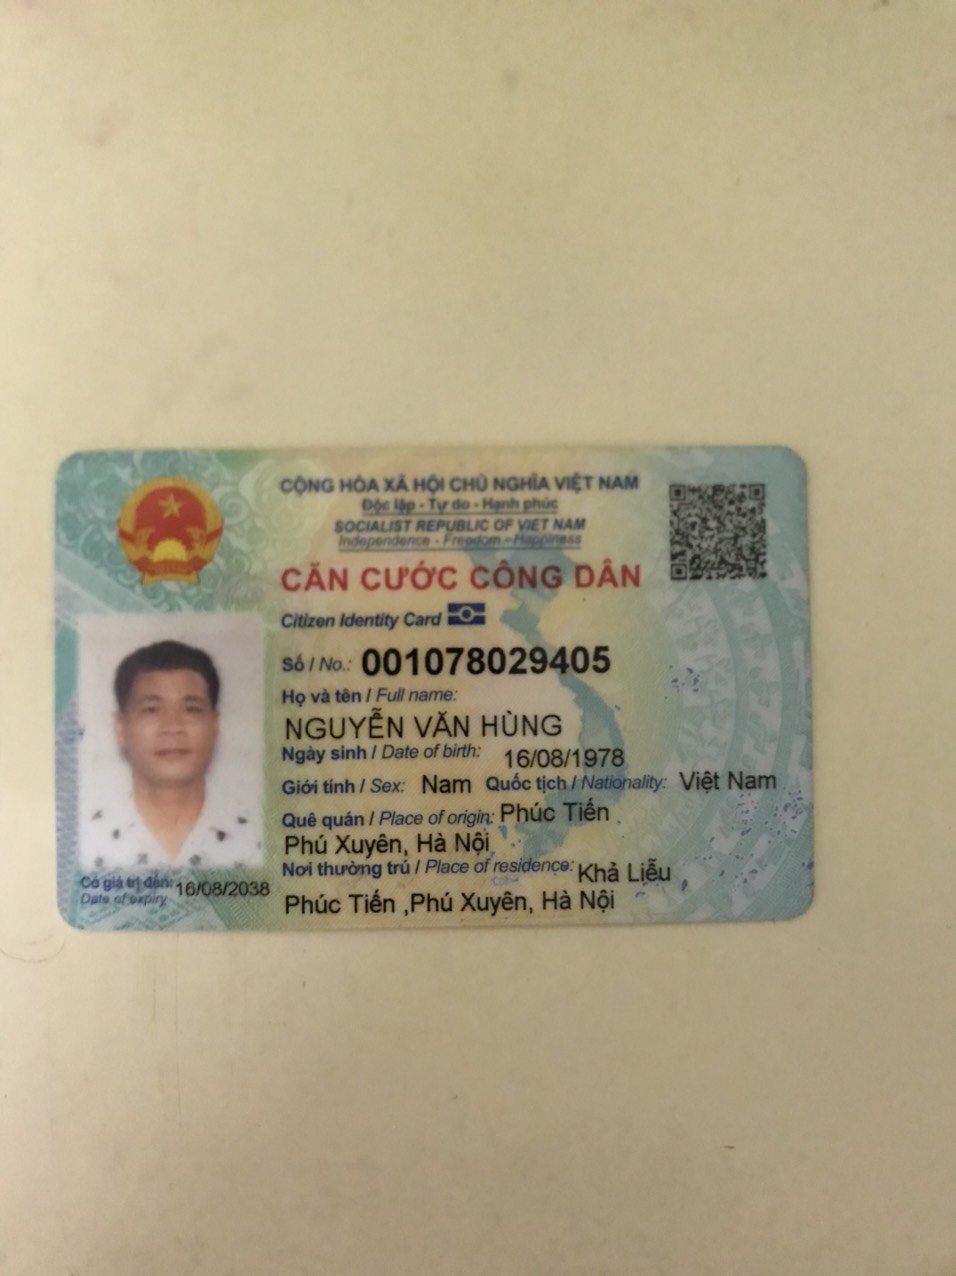 CỘNG HÒA XÃ HỘI CHỦ NGHĨA VIỆT NAM
Độc lập - Tự do - Hạnh phúc
SOCIALIST REPUBLIC OF VIET NAM
Independence - Freedom - Happiness
CĂN CƯỚC CÔNG DÂN
Citizen Identity Card
Số / No.: 001078029405
Họ và tên / Full name:
NGUYỄN VĂN HÙNG
Ngày sinh / Date of birth: 16/08/1978
Giới tính / Sex: Nam Quốc tịch / Nationality: Việt Nam
Quê quán / Place of origin: Phúc Tiến
Phú Xuyên, Hà Nội
Nơi thường trú / Place of residence: Khả Liễu
Phúc Tiến ,Phú Xuyên, Hà Nội
Có giá trị đến: 16/08/2038
Date of expiry